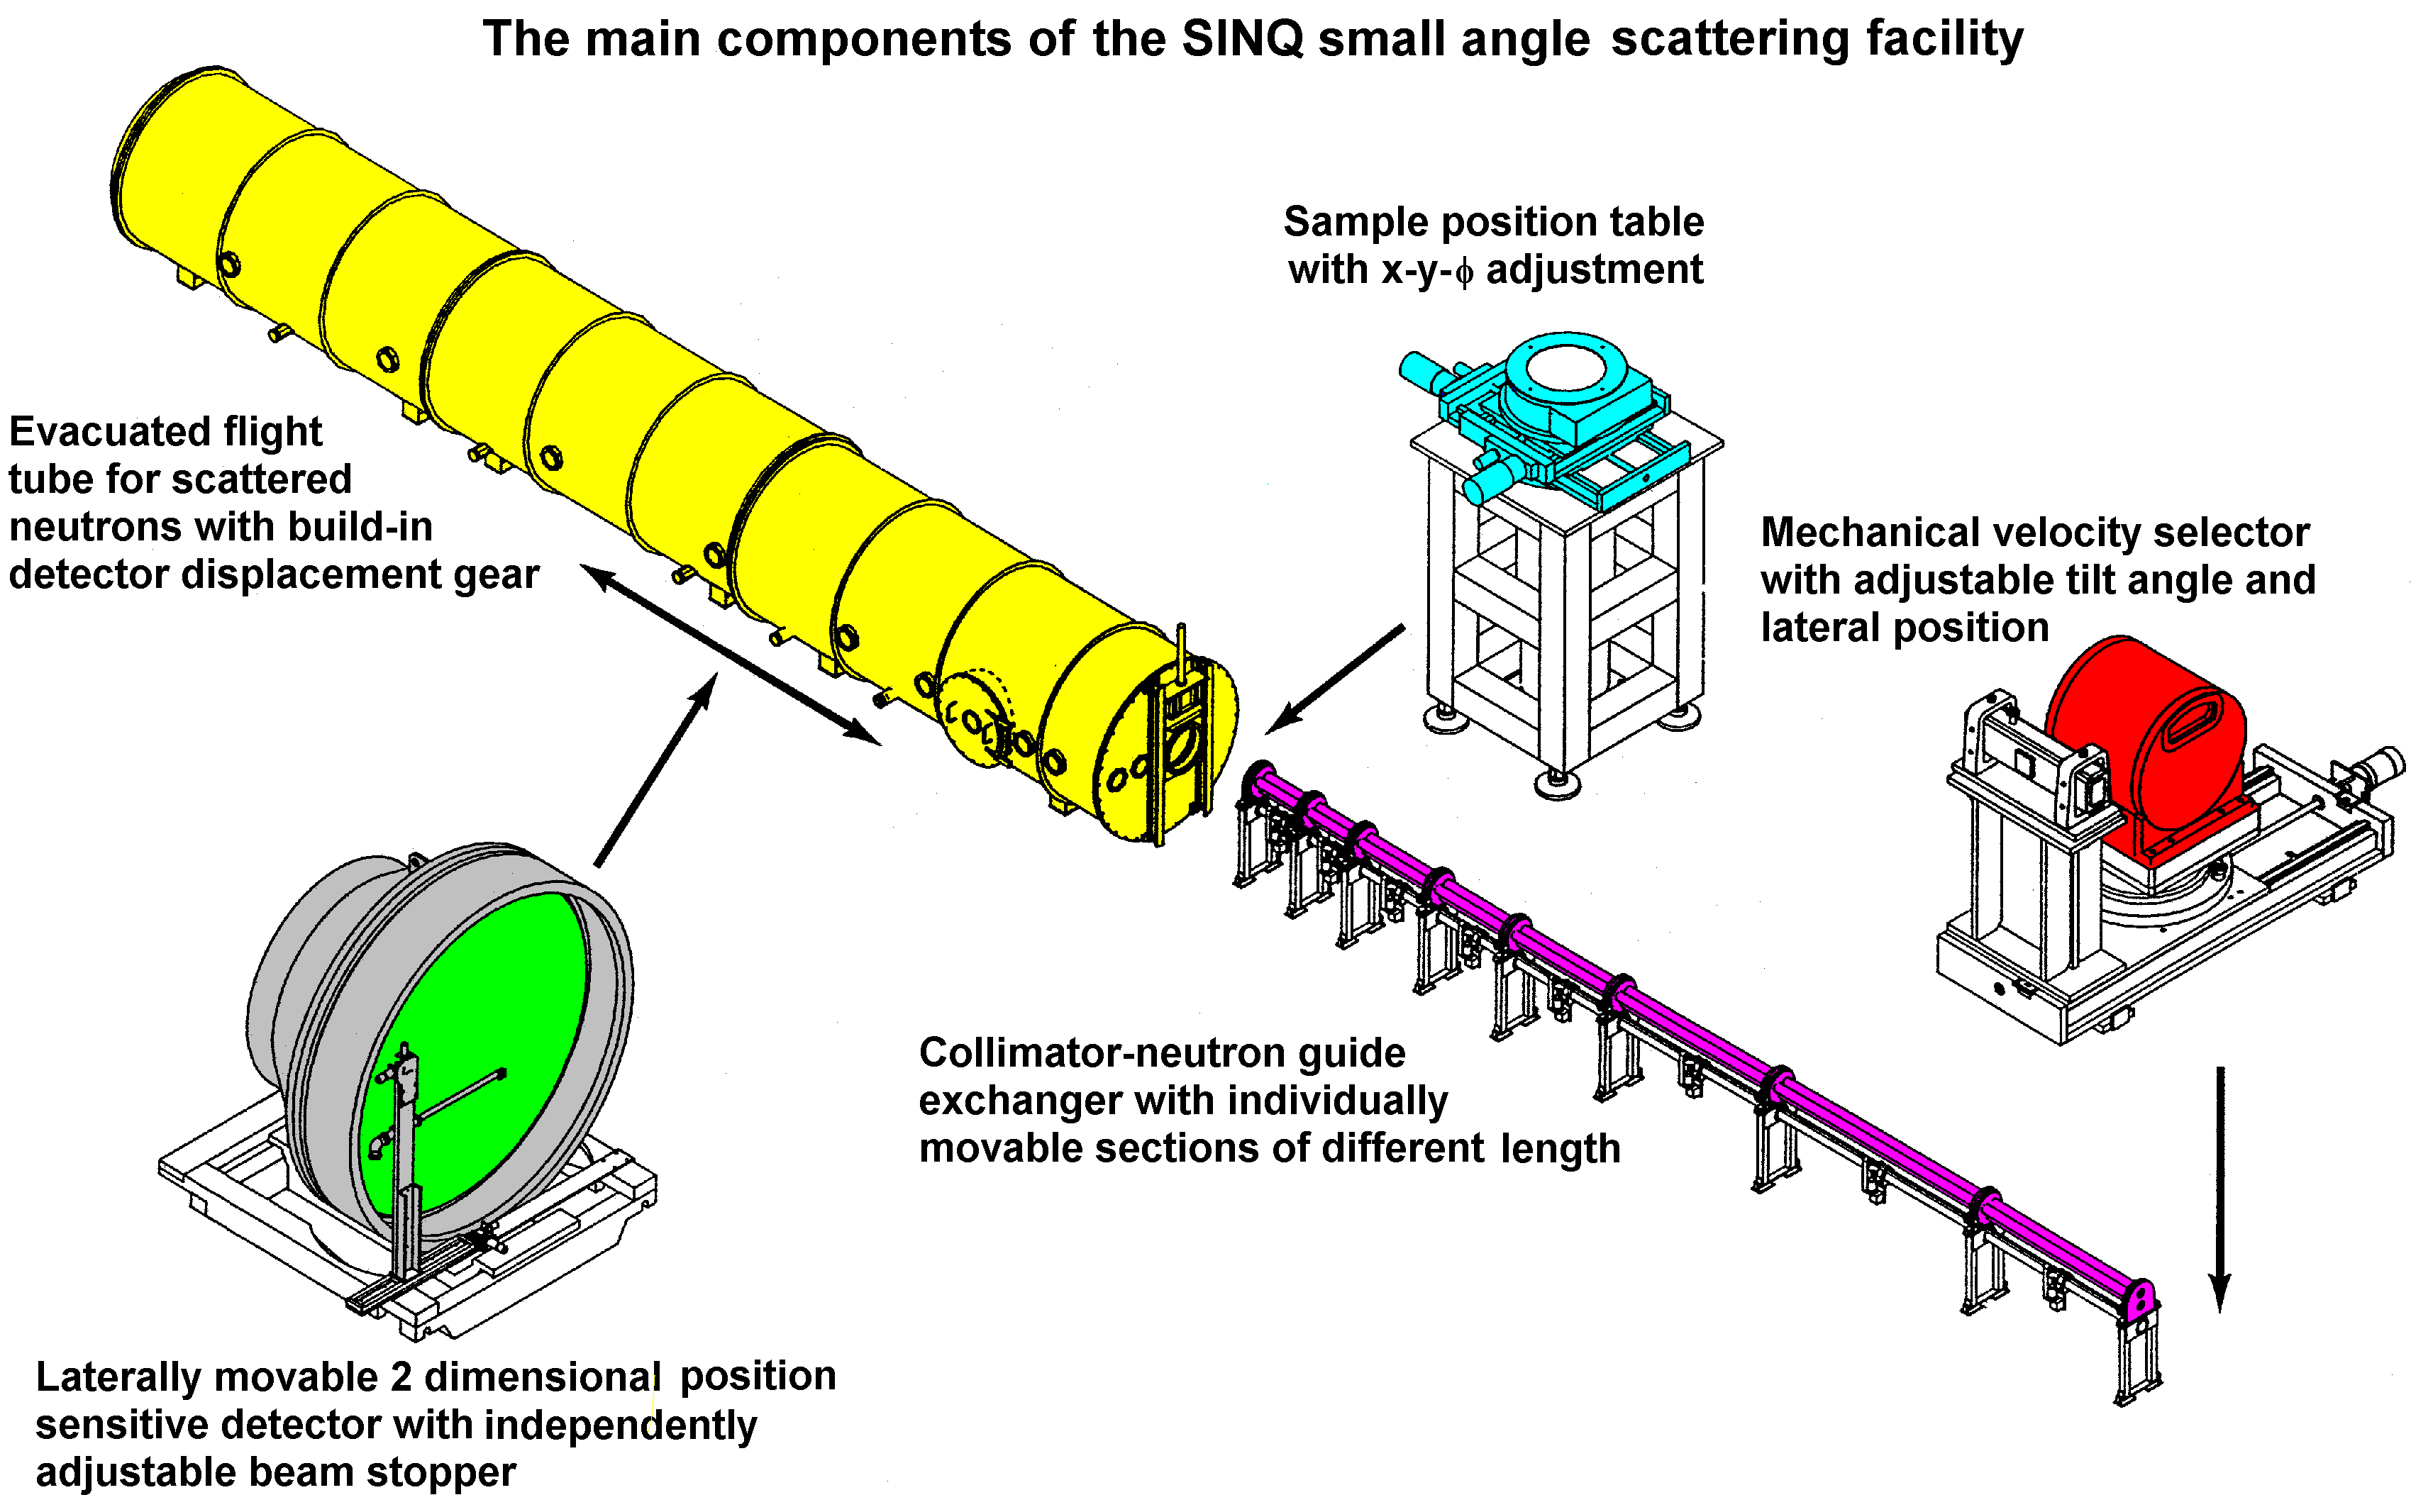 The main components of the SINQ small angle scattering facility
Sample position table
with x-y-ϕ adjustment
Evacuated flight
tube for scattered
neutrons with build-in
detector displacement gear
Mechanical velocity selector
with adjustable tilt angle and
lateral position
Collimator-neutron guide
exchanger with individually
movable sections of different length
Laterally movable 2 dimensional position
sensitive detector with independently
adjustable beam stopper